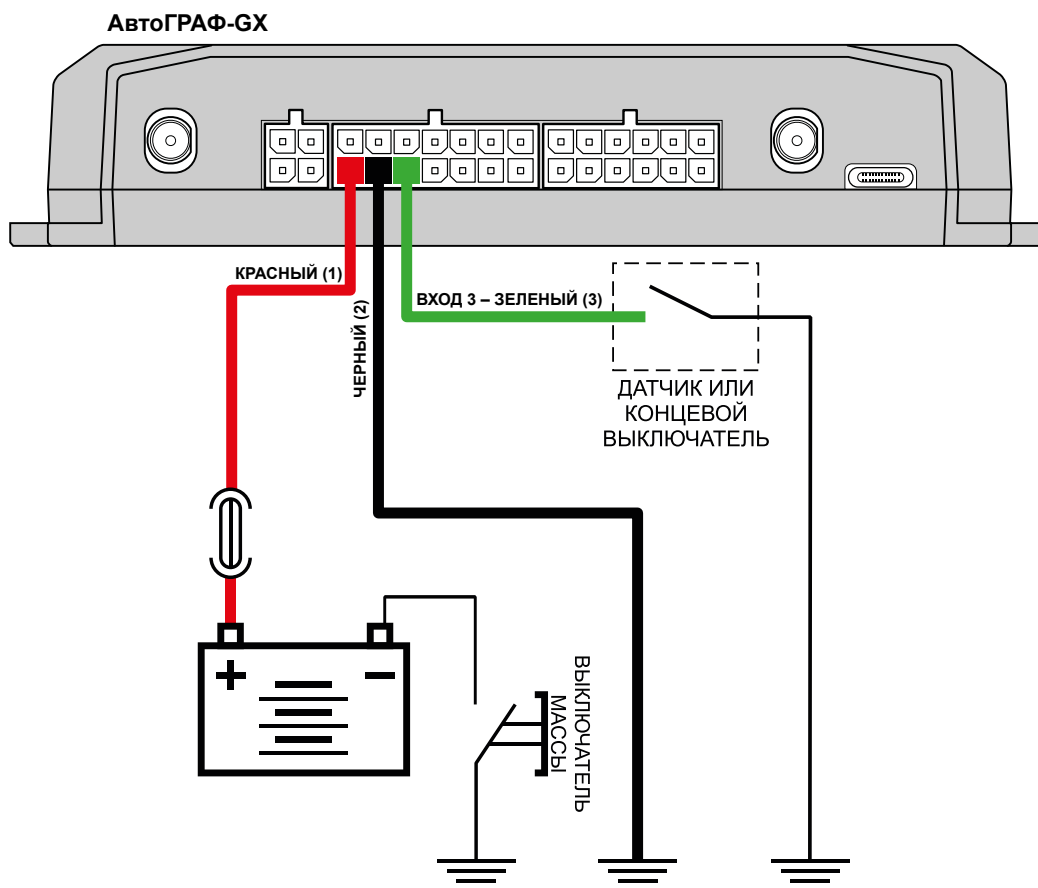 АвтоГРАФ-GX
КРАСНЫЙ (1)
ЧЕРНЫЙ (2)
ВХОД 3 – ЗЕЛЕНЫЙ (3)
ДАТЧИК ИЛИ
КОНЦЕВОЙ
ВЫКЛЮЧАТЕЛЬ
+
–
ВЫКЛЮЧАТЕЛЬ
МАССЫ